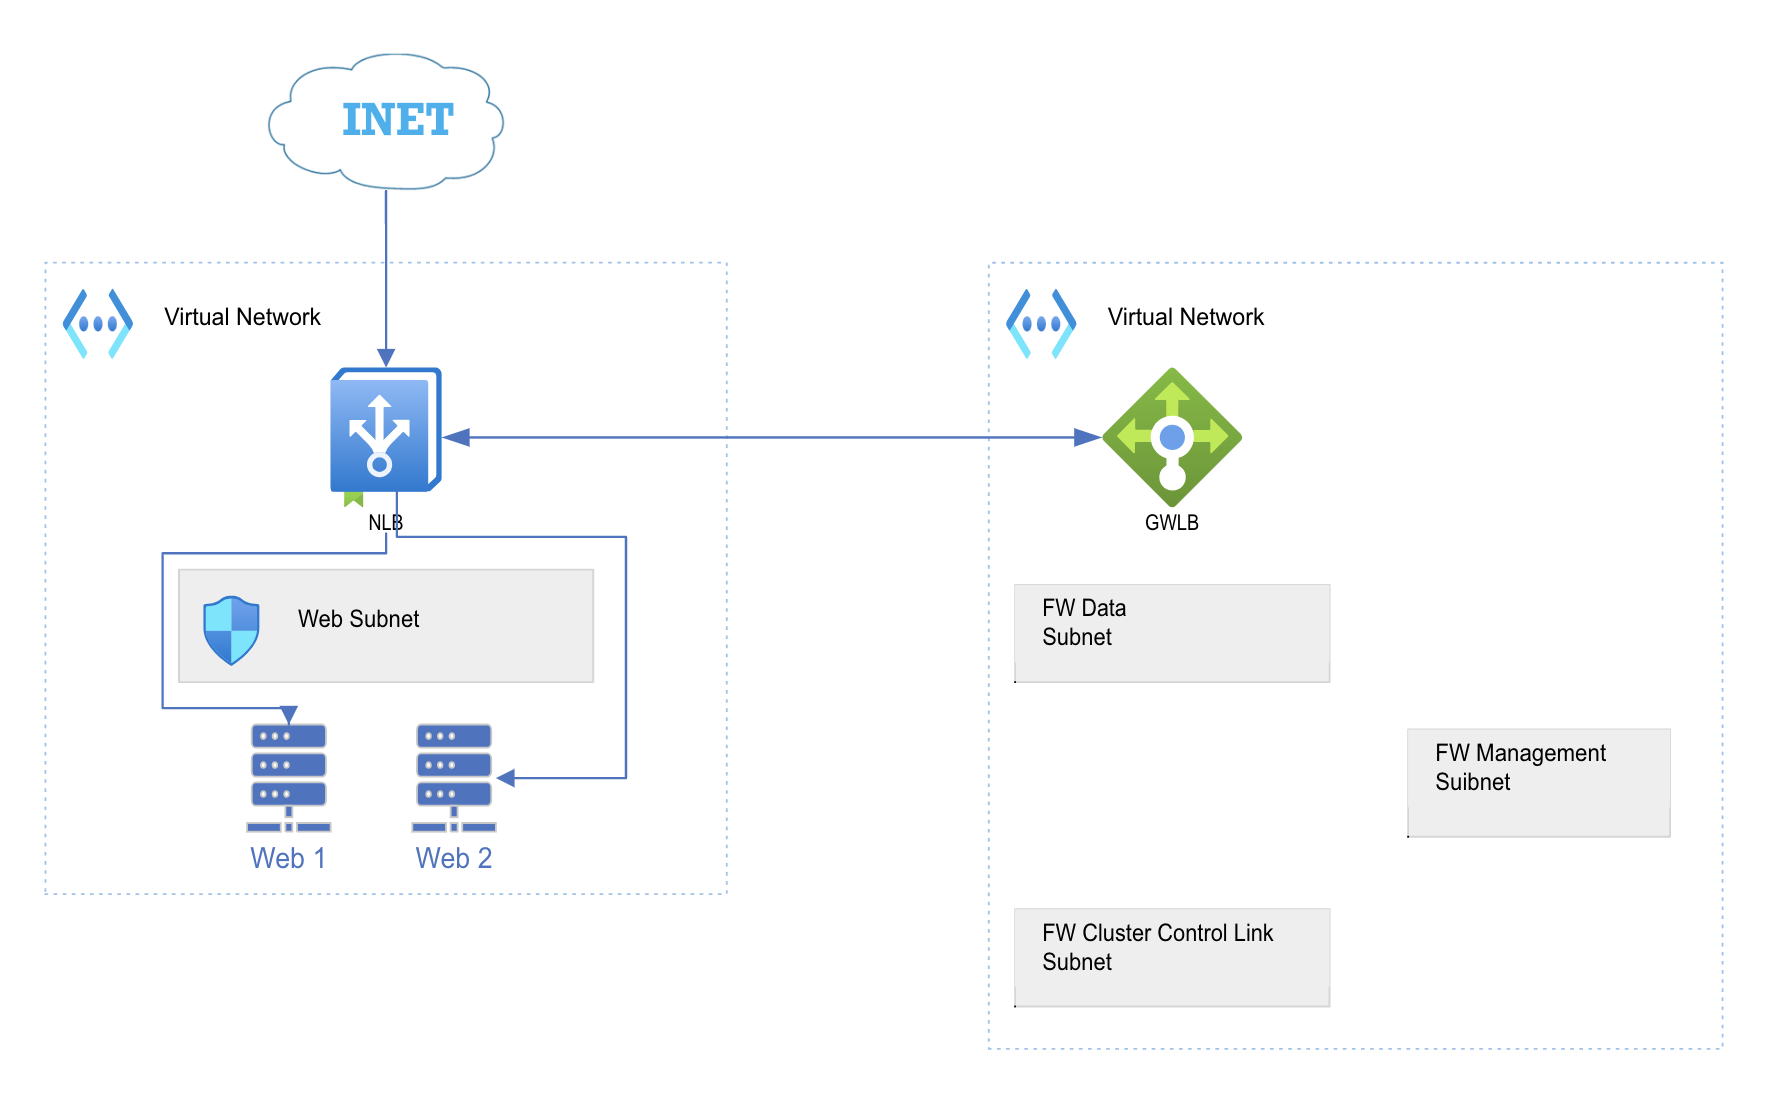 INET
Virtual Network
NLB
Web Subnet
Web 1
Web 2
Virtual Network
GWLB
FW Data
Subnet
FW Management
Suibnet
FW Cluster Control Link
Subnet